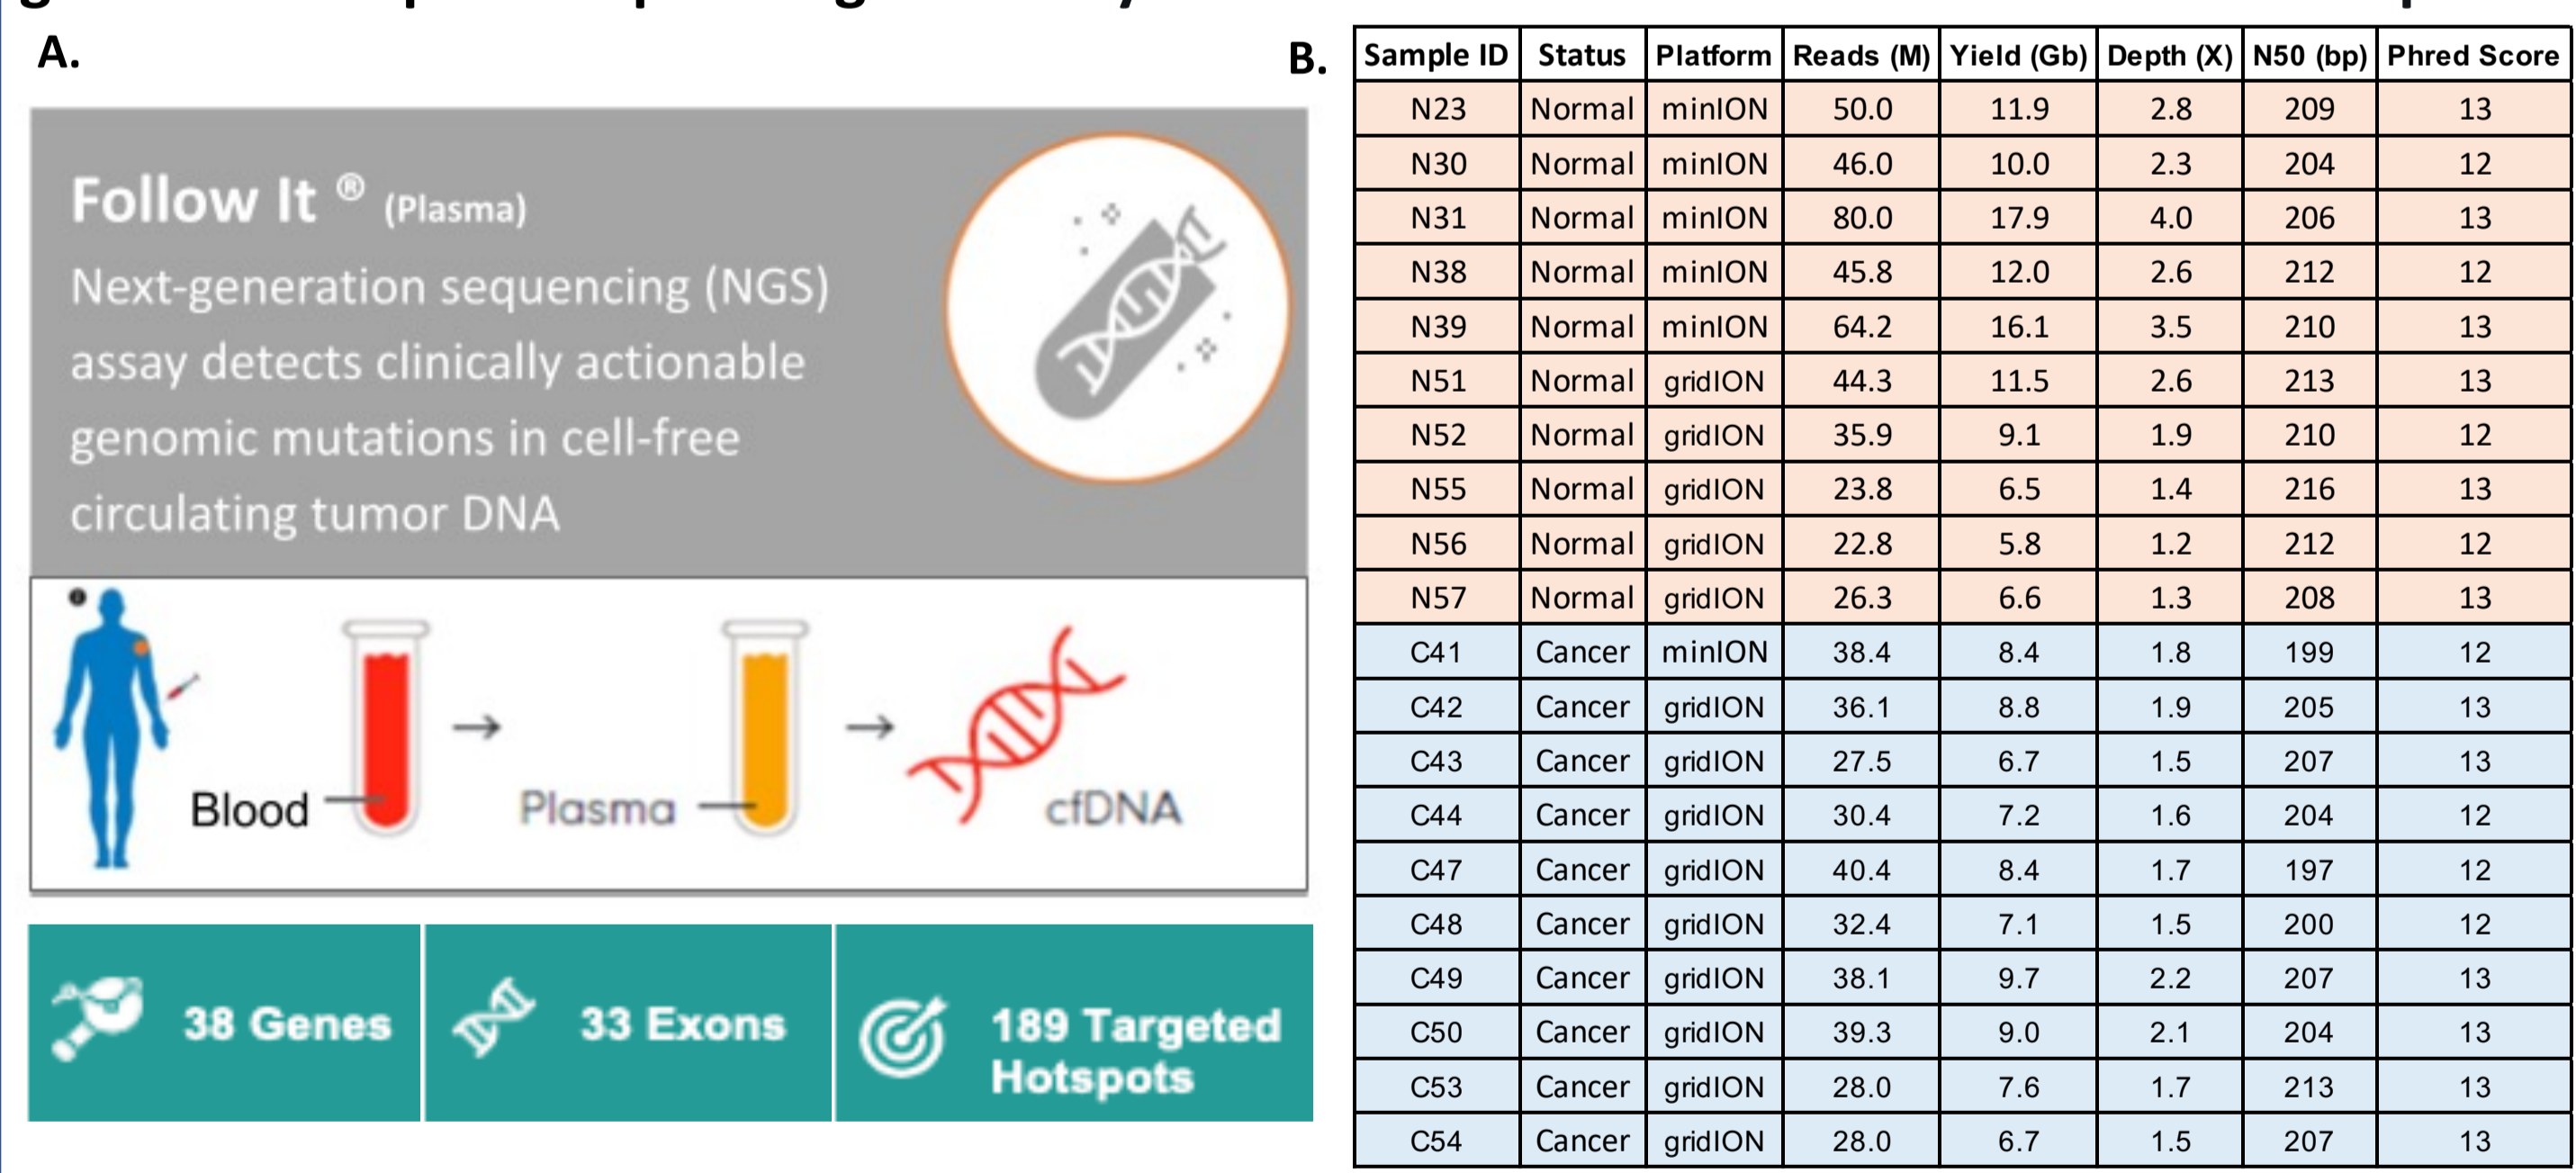 A.
Follow It ® (Plasma)
Next-generation sequencing (NGS)
assay detects clinically actionable
genomic mutations in cell-free
circulating tumor DNA
Blood
Plasma
cfDNA
38 Genes
33 Exons
189 Targeted
Hotspots
B.
Sample ID Status Platform Reads (M) Yield (Gb) Depth (X) N50 (bp) Phred Score
N23 Normal minION 50.0 11.9 2.8 209 13
N30 Normal minION 46.0 10.0 2.3 204 12
N31 Normal minION 80.0 17.9 4.0 206 13
N38 Normal minION 45.8 12.0 2.6 212 12
N39 Normal minION 64.2 16.1 3.5 210 13
N51 Normal gridION 44.3 11.5 2.6 213 13
N52 Normal gridION 35.9 9.1 1.9 210 12
N55 Normal gridION 23.8 6.5 1.4 216 13
N56 Normal gridION 22.8 5.8 1.2 212 12
N57 Normal gridION 26.3 6.6 1.3 208 13
C41 Cancer minION 38.4 8.4 1.8 199 12
C42 Cancer gridION 36.1 8.8 1.9 205 13
C43 Cancer gridION 27.5 6.7 1.5 207 13
C44 Cancer gridION 30.4 7.2 1.6 204 12
C47 Cancer gridION 40.4 8.4 1.7 197 12
C48 Cancer gridION 32.4 7.1 1.5 200 12
C49 Cancer gridION 38.1 9.7 2.2 207 13
C50 Cancer gridION 39.3 9.0 2.1 204 13
C53 Cancer gridION 28.0 7.6 1.7 213 13
C54 Cancer gridION 28.0 6.7 1.5 207 13